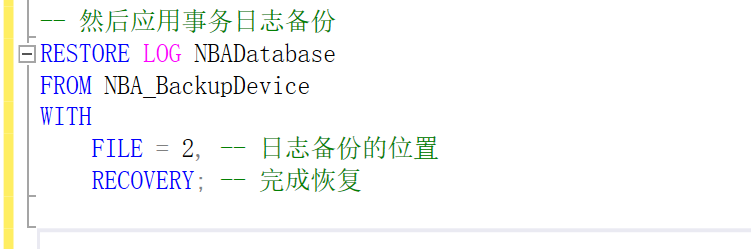 -- 然后应用事务日志备份
RESTORE LOG NBADatabase
FROM NBA_BackupDevice
WITH
FILE = 2, -- 日志备份的位置
RECOVERY; -- 完成恢复